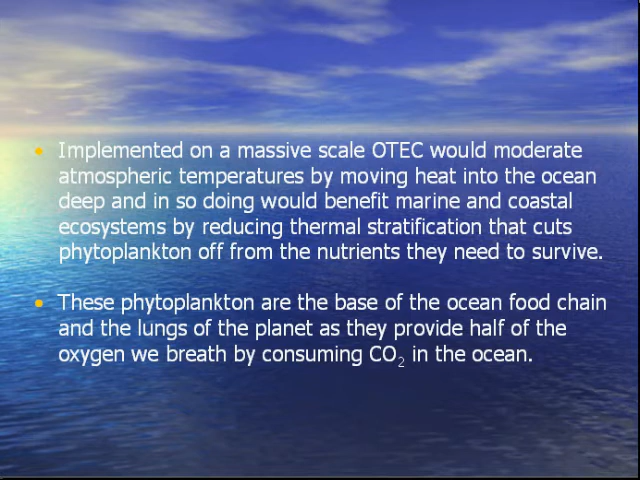 • Implemented on a massive scale OTEC would moderate
atmospheric temperatures by moving heat into the ocean
deep and in so doing would benefit marine and coastal
ecosystems by reducing thermal stratification that cuts
phytoplankton off from the nutrients they need to survive.
• These phytoplankton are the base of the ocean food chain
and the lungs of the planet as they provide half of the
oxygen we breath by consuming CO₂ in the ocean.